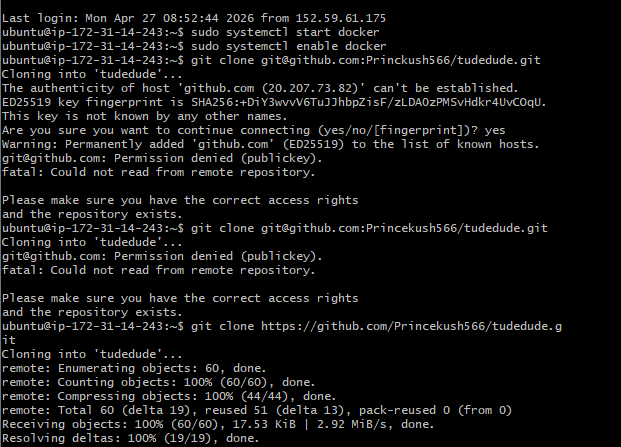 Last login: Mon Apr 27 08:52:44 2026 from 152.59.61.175
ubuntu@ip-172-31-14-243:~$ sudo systemctl start docker
ubuntu@ip-172-31-14-243:~$ sudo systemctl enable docker
ubuntu@ip-172-31-14-243:~$ git clone git@github.com:Princkush566/tudedude.git
Cloning into 'tudedude'...
The authenticity of host 'github.com (20.207.73.82)' can't be established.
ED25519 key fingerprint is SHA256:+DiY3wvvV6TuJJhbpZisF/zLDA0zPMSvHdkr4UvCOqU.
This key is not known by any other names.
Are you sure you want to continue connecting (yes/no/[fingerprint])? yes
Warning: Permanently added 'github.com' (ED25519) to the list of known hosts.
git@github.com: Permission denied (publickey).
fatal: Could not read from remote repository.

Please make sure you have the correct access rights
and the repository exists.
ubuntu@ip-172-31-14-243:~$ git clone git@github.com:Princekush566/tudedude.git
Cloning into 'tudedude'...
git@github.com: Permission denied (publickey).
fatal: Could not read from remote repository.

Please make sure you have the correct access rights
and the repository exists.
ubuntu@ip-172-31-14-243:~$ git clone https://github.com/Princekush566/tudedude.g
it
Cloning into 'tudedude'...
remote: Enumerating objects: 60, done.
remote: Counting objects: 100% (60/60), done.
remote: Compressing objects: 100% (44/44), done.
remote: Total 60 (delta 19), reused 51 (delta 13), pack-reused 0 (from 0)
Receiving objects: 100% (60/60), 17.53 KiB | 2.92 MiB/s, done.
Resolving deltas: 100% (19/19), done.